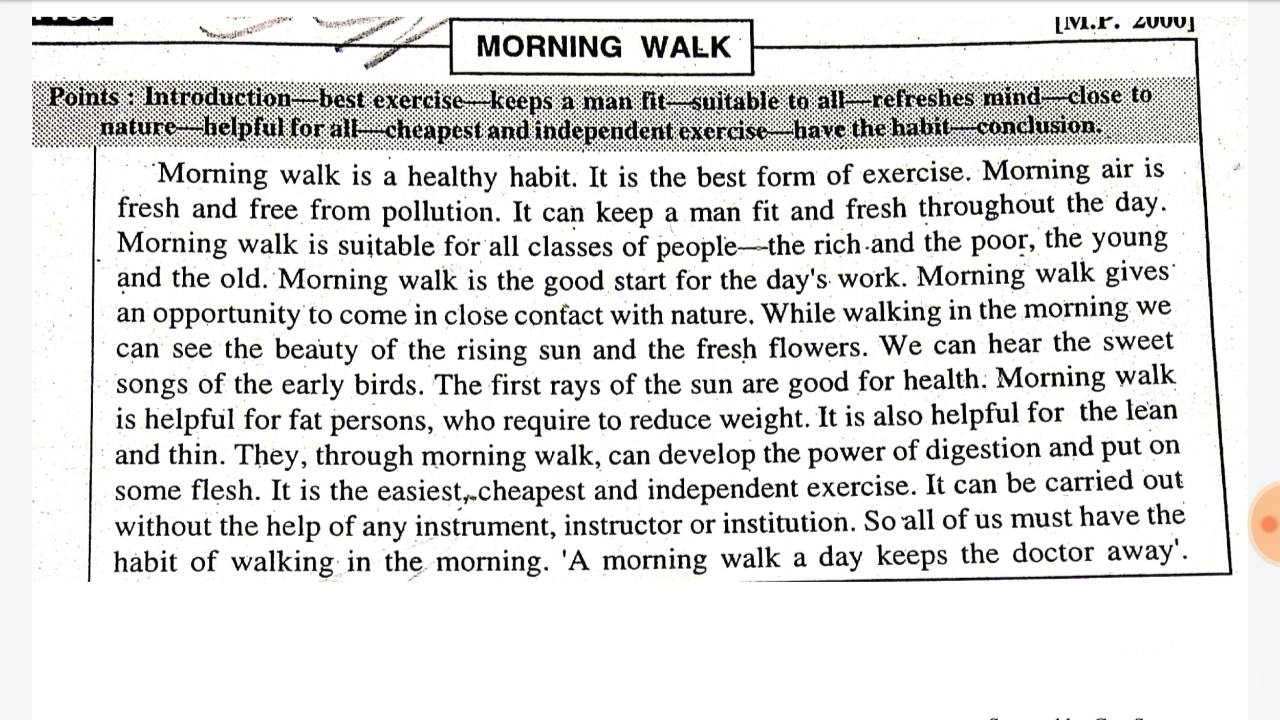 [M.P. 2000]
MORNING WALK
Points : Introduction—best exercise—keeps a man fit—suitable to all—refreshes mind—close to
nature—helpful for all—cheapest and independent exercise—have the habit—conclusion.
Morning walk is a healthy habit. It is the best form of exercise. Morning air is
fresh and free from pollution. It can keep a man fit and fresh throughout the day.
Morning walk is suitable for all classes of people—the rich and the poor, the young
and the old. Morning walk is the good start for the day's work. Morning walk gives
an opportunity to come in close contact with nature. While walking in the morning we
can see the beauty of the rising sun and the fresh flowers. We can hear the sweet
songs of the early birds. The first rays of the sun are good for health. Morning walk
is helpful for fat persons, who require to reduce weight. It is also helpful for the lean
and thin. They, through morning walk, can develop the power of digestion and put on
some flesh. It is the easiest, cheapest and independent exercise. It can be carried out
without the help of any instrument, instructor or institution. So all of us must have the
habit of walking in the morning. 'A morning walk a day keeps the doctor away'.